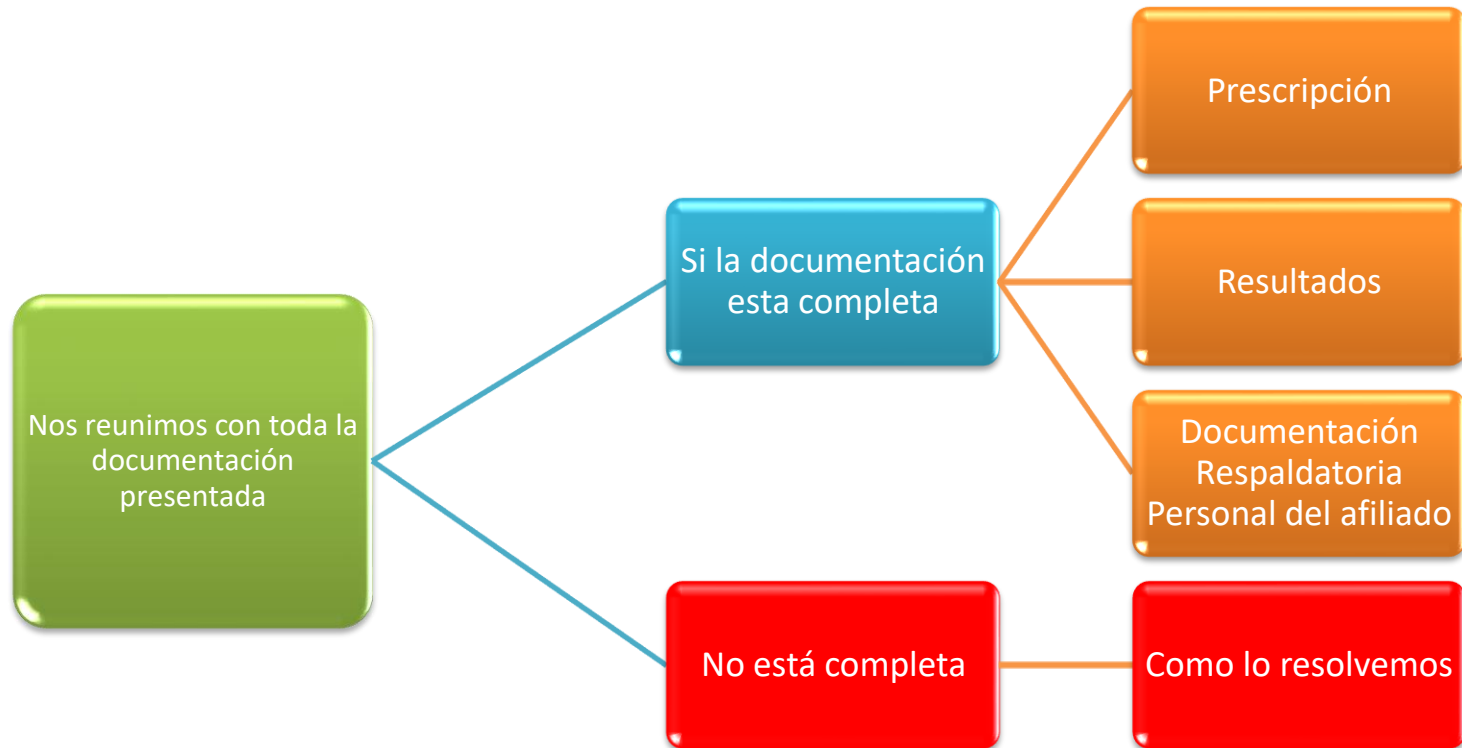 Nos reunimos con toda la
documentación
presentada
Si la documentación
esta completa
Prescripción
Resultados
Documentación
Respaldatoria
Personal del afiliado
No está completa
Como lo resolvemos